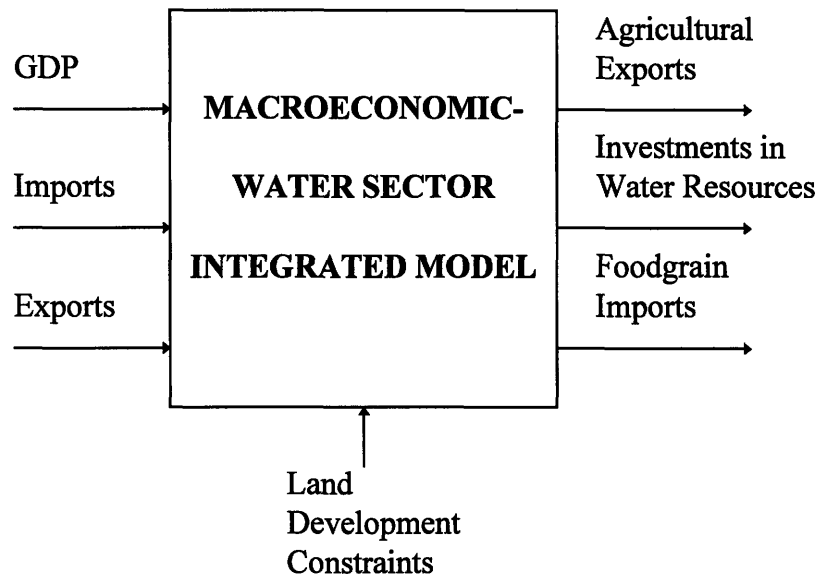 GDP
Imports
Exports
MACROECONOMIC-
WATER SECTOR
INTEGRATED MODEL
Agricultural
Exports
Investments in
Water Resources
Foodgrain
Imports
Land
Development
Constraints